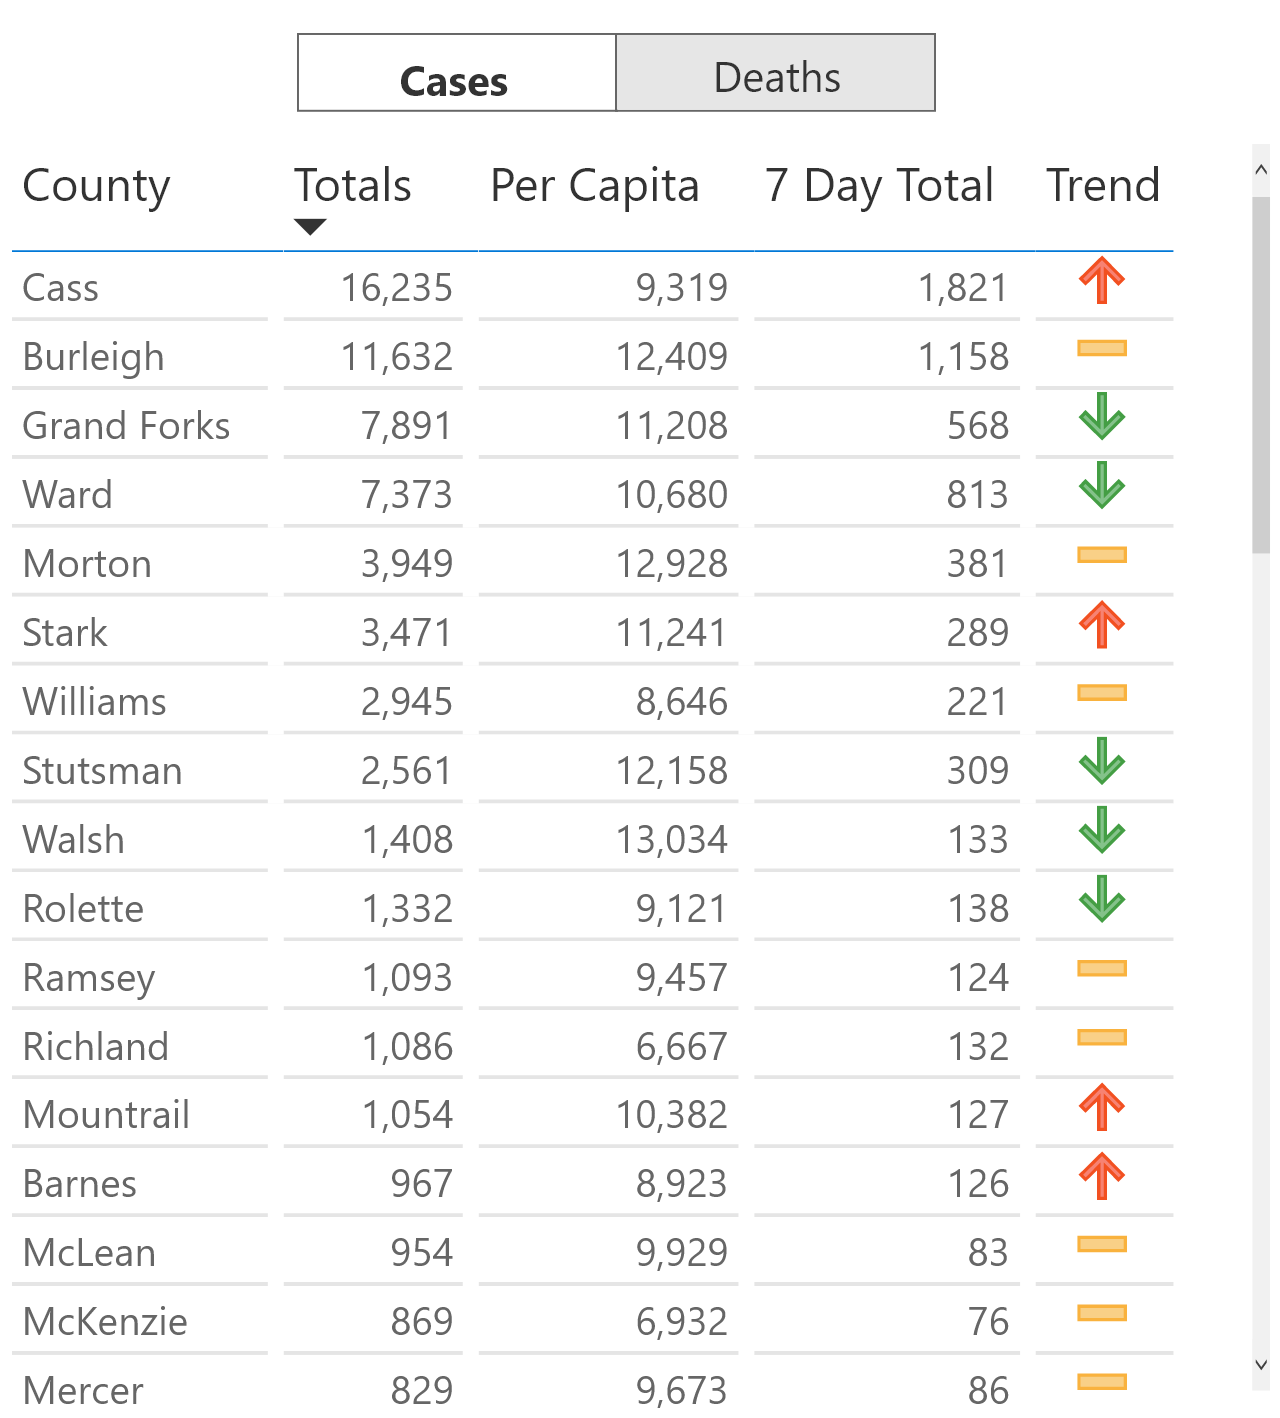 Cases Deaths
County Totals Per Capita 7 Day Total Trend
Cass 16,235 9,319 1,821
Burleigh 11,632 12,409 1,158
Grand Forks 7,891 11,208 568
Ward 7,373 10,680 813
Morton 3,949 12,928 381
Stark 3,471 11,241 289
Williams 2,945 8,646 221
Stutsman 2,561 12,158 309
Walsh 1,408 13,034 133
Rolette 1,332 9,121 138
Ramsey 1,093 9,457 124
Richland 1,086 6,667 132
Mountrail 1,054 10,382 127
Barnes 967 8,923 126
McLean 954 9,929 83
McKenzie 869 6,932 76
Mercer 829 9,673 86